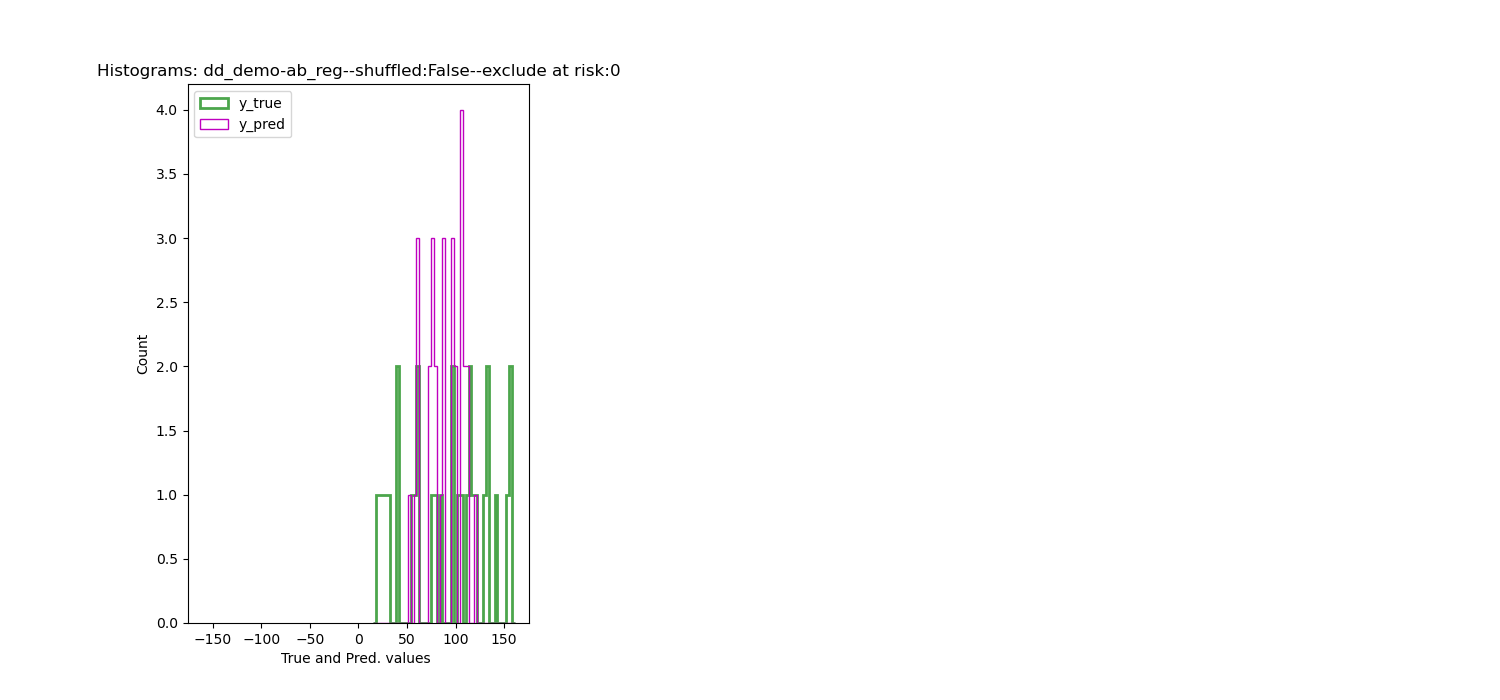 Histograms: dd_demo-ab_reg--shuffled:False--exclude at risk:0
y_true
y_pred
4.0
3.5
3.0
2.5
2.0
1.5
1.0
0.5
0.0
Count
−150 −100 −50 0 50 100 150
True and Pred. values